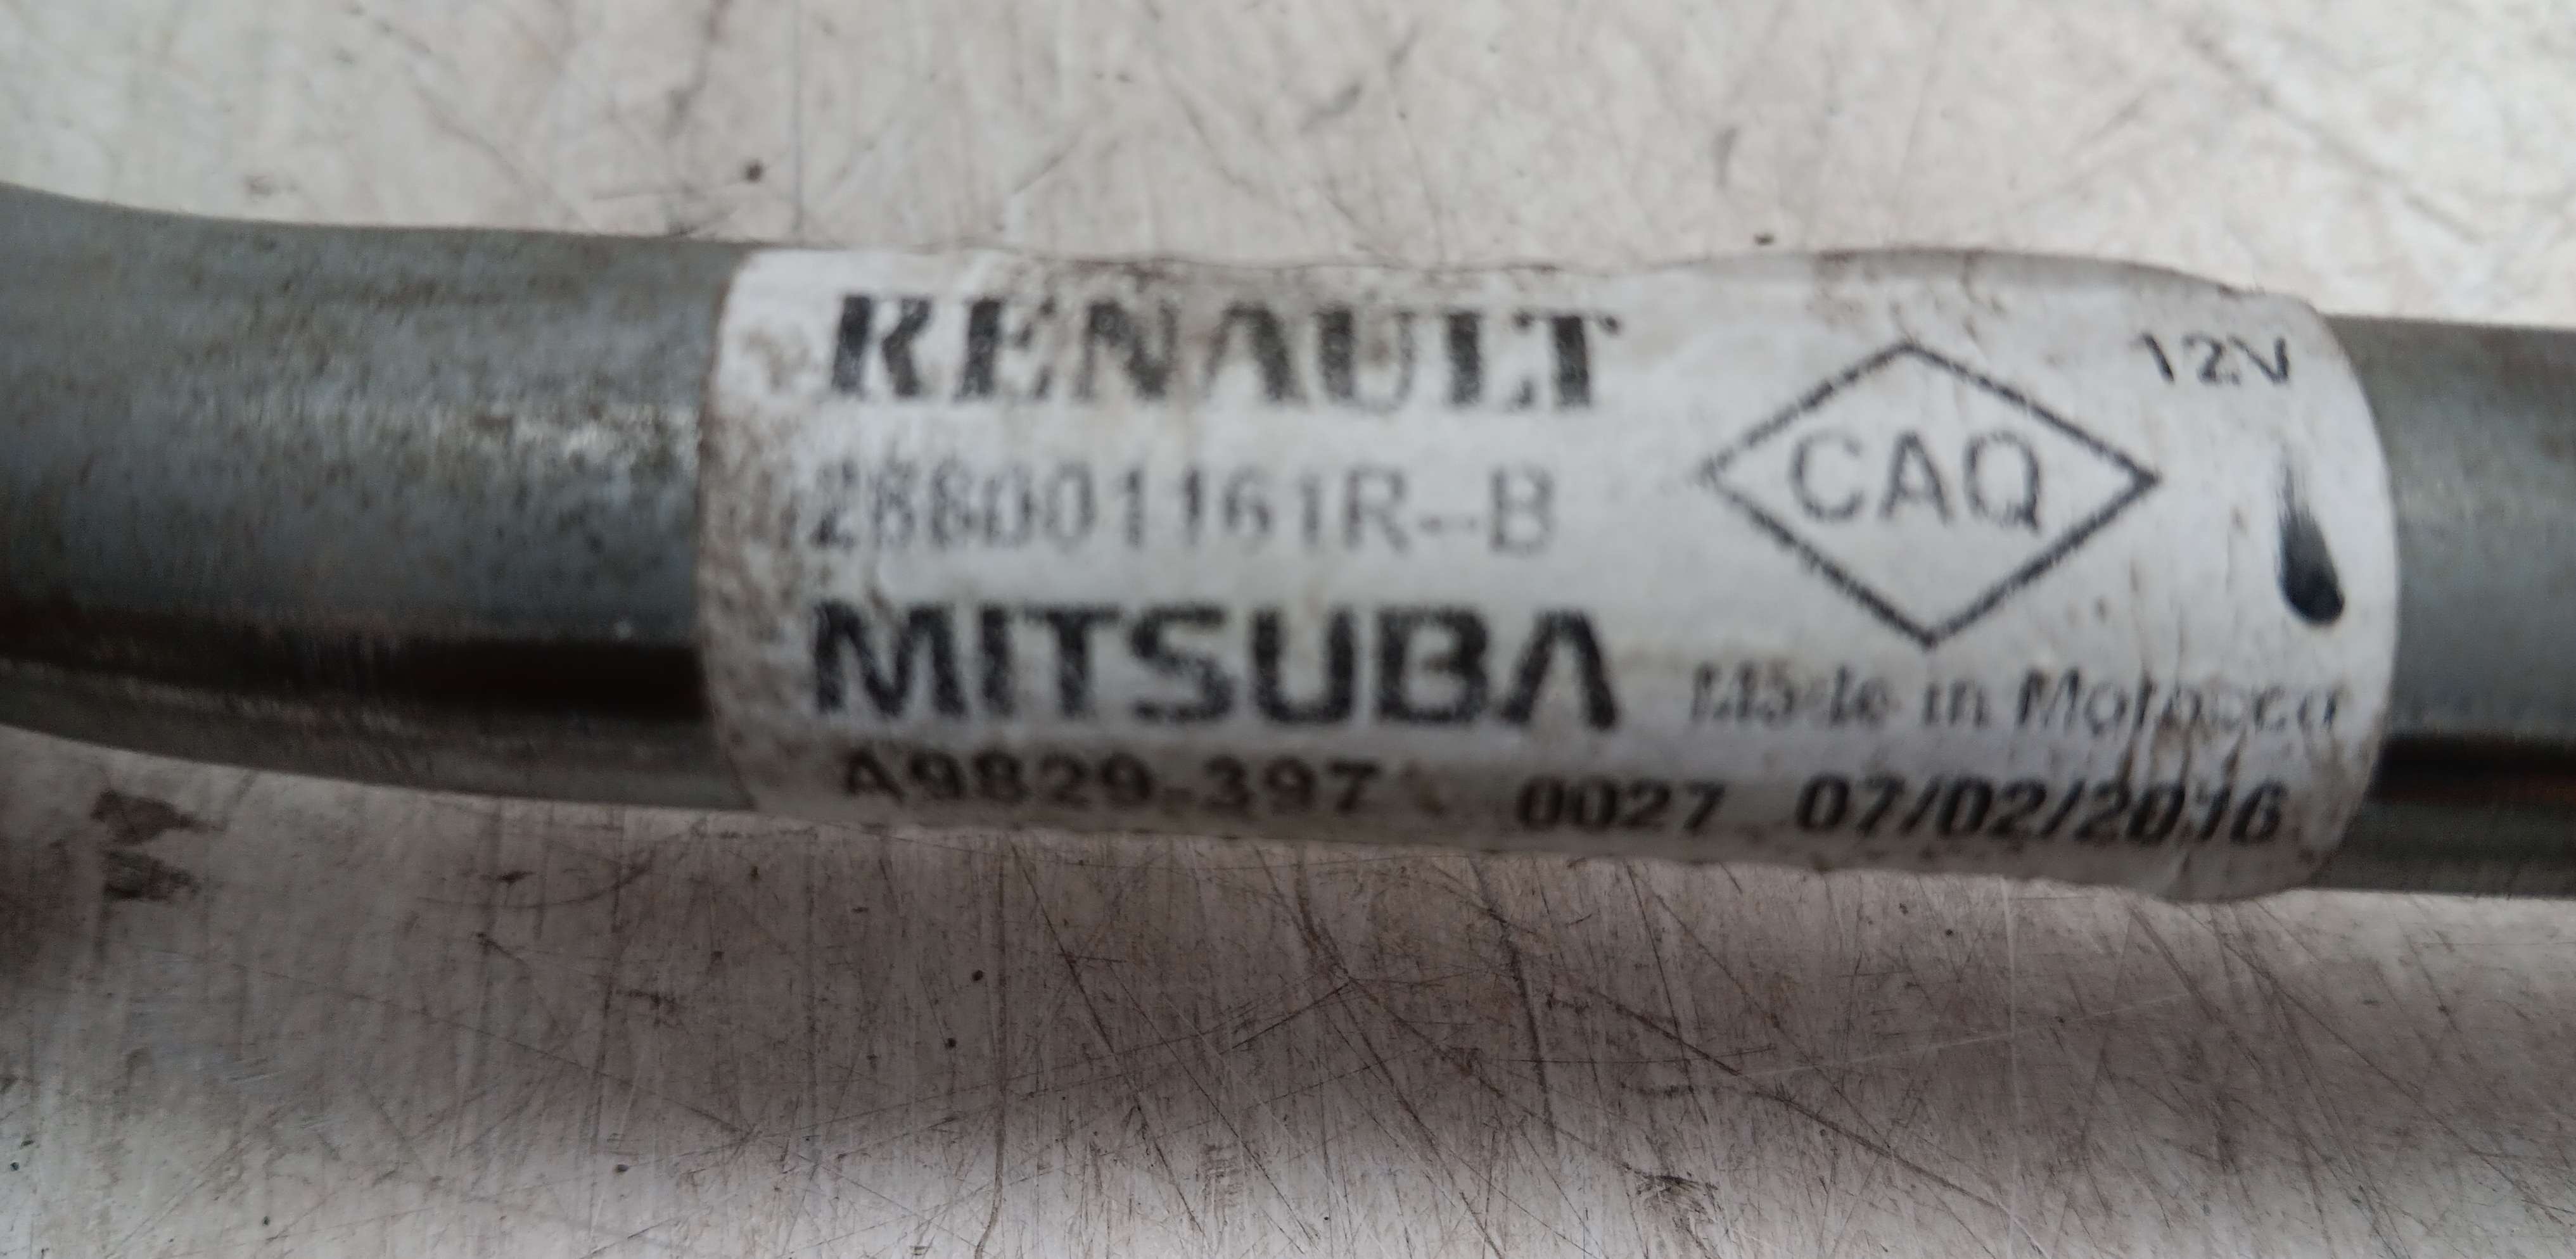 RENAULT
288001161R-B
MITSUBA
A9829-397 0027 07/02/2016
CAQ
12V
Made in Morocco